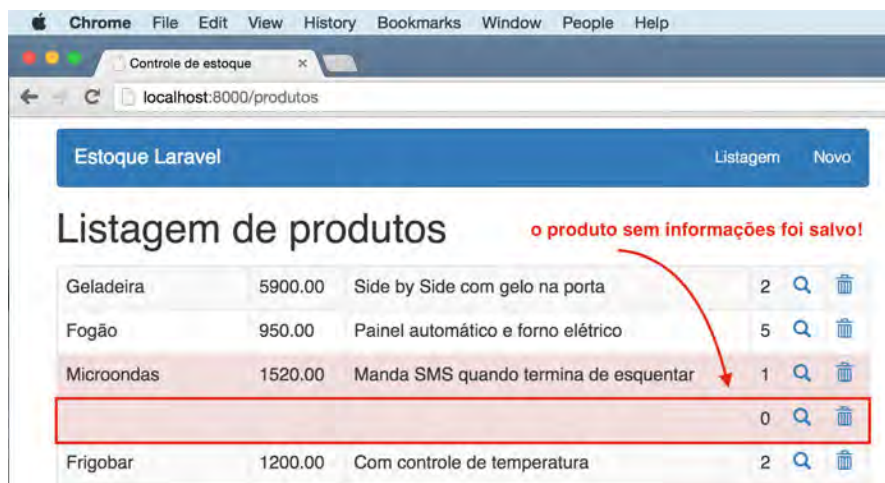 Chrome File Edit View History Bookmarks Window People Help
Controle de estoque
localhost:8000/produtos
Estoque Laravel Listagem Novo
Listagem de produtos
o produto sem informações foi salvo!
Geladeira 5900.00 Side by Side com gelo na porta 2
Fogão 950.00 Painel automático e forno elétrico 5
Microondas 1520.00 Manda SMS quando termina de esquentar 1
0
Frigobar 1200.00 Com controle de temperatura 2